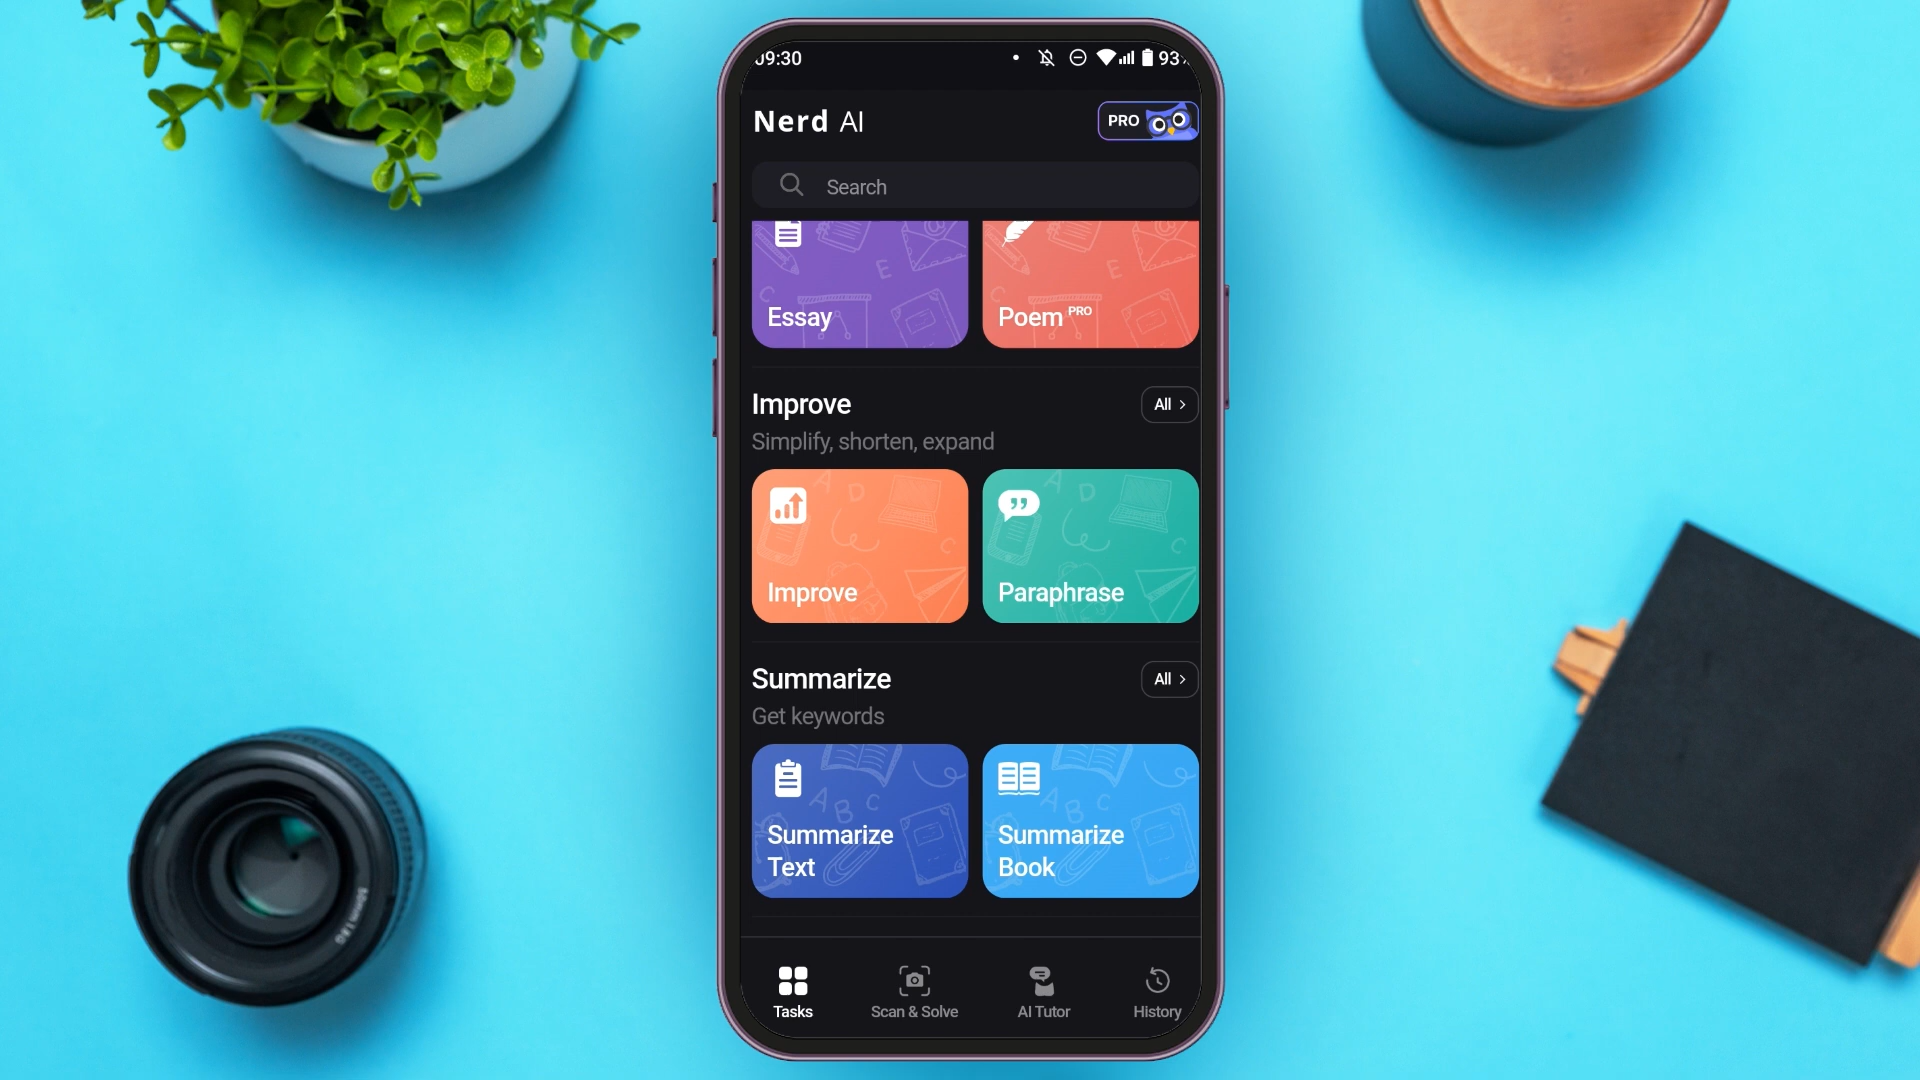 09:30
93
Nerd AI
PRO
Search
Essay
Poem PRO
Improve
All >
Simplify, shorten, expand
Improve
Paraphrase
Summarize
All >
Get keywords
Summarize
Text
Summarize
Book
Tasks
Scan & Solve
AI Tutor
History